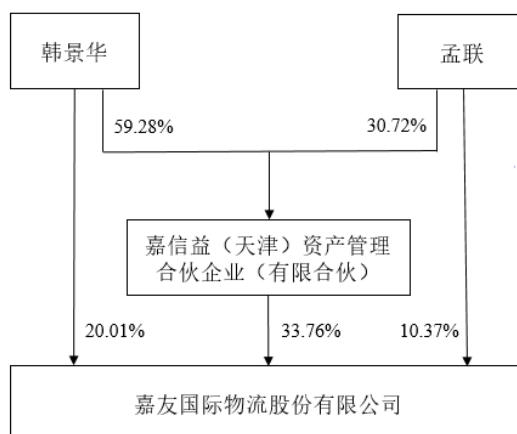 韩景华
孟联
59.28%
30.72%
嘉信益（天津）资产管理
合伙企业（有限合伙）
20.01%
33.76%
10.37%
嘉友国际物流股份有限公司